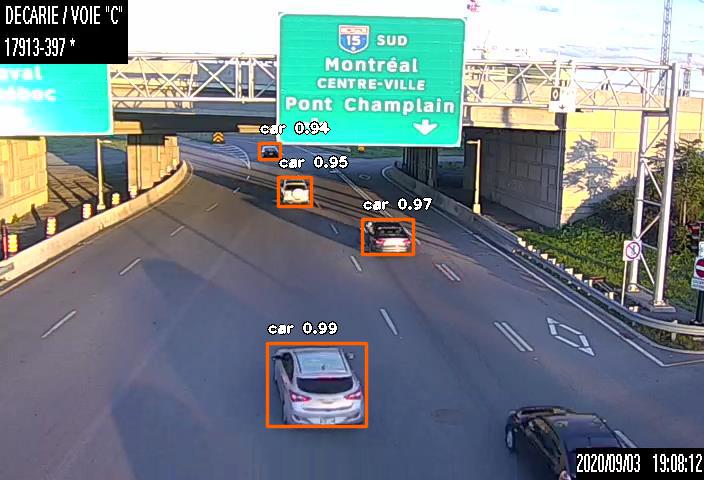 DECARIE / VOIE "C"
17913-397 *
15 SUD
Montréal
CENTRE-VILLE
Pont Champlain
car 0.94
car 0.95
car 0.97
car 0.99
2020/09/03 19:08:12